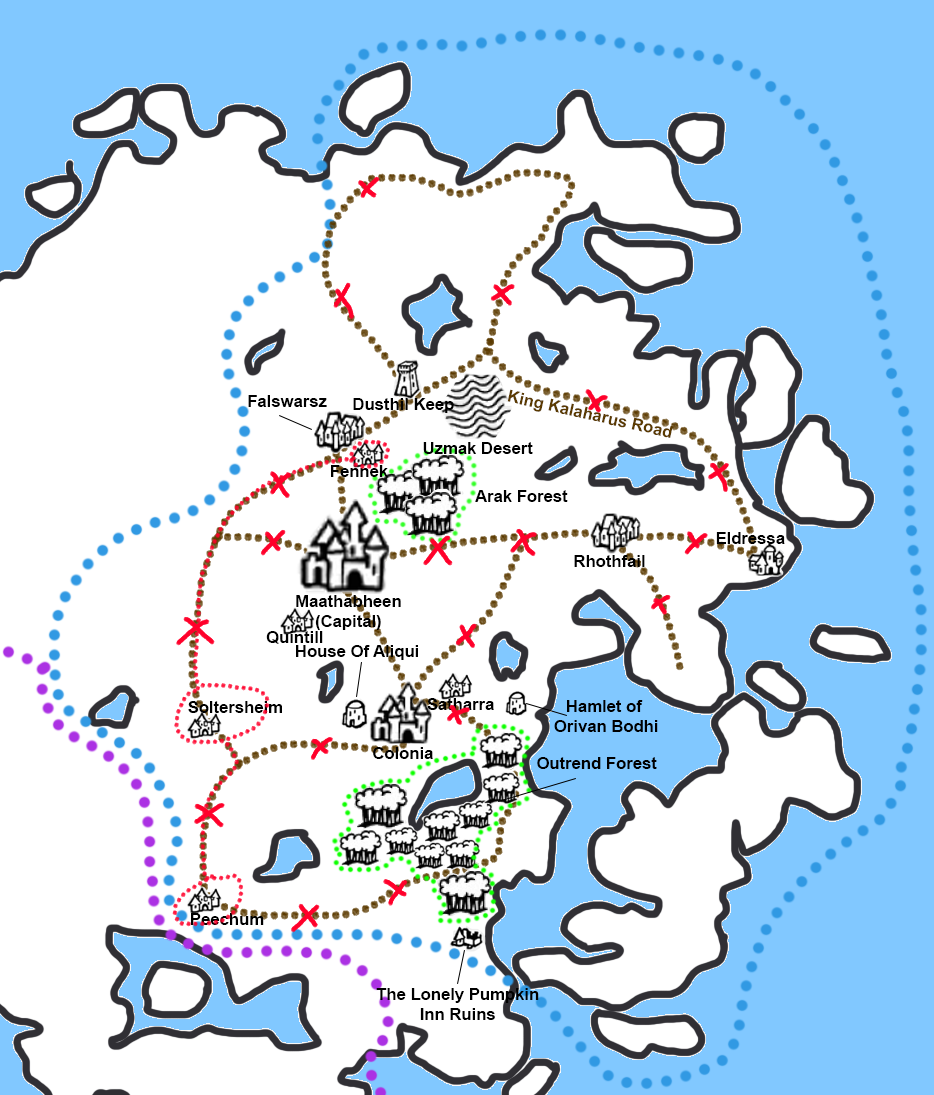 Falswarsz
Dusthil Keep
King Kalaharus Road
Uzmak Desert
Fennek
Arak Forest
Eldressa
Rhothfail
Maathabheen
(Capital)
Quintill
House Of Aliqui
Satharra
Soltersheim
Hamlet of
Orivan Bodhi
Colonia
Outrend Forest
Peechum
The Lonely Pumpkin
Inn Ruins